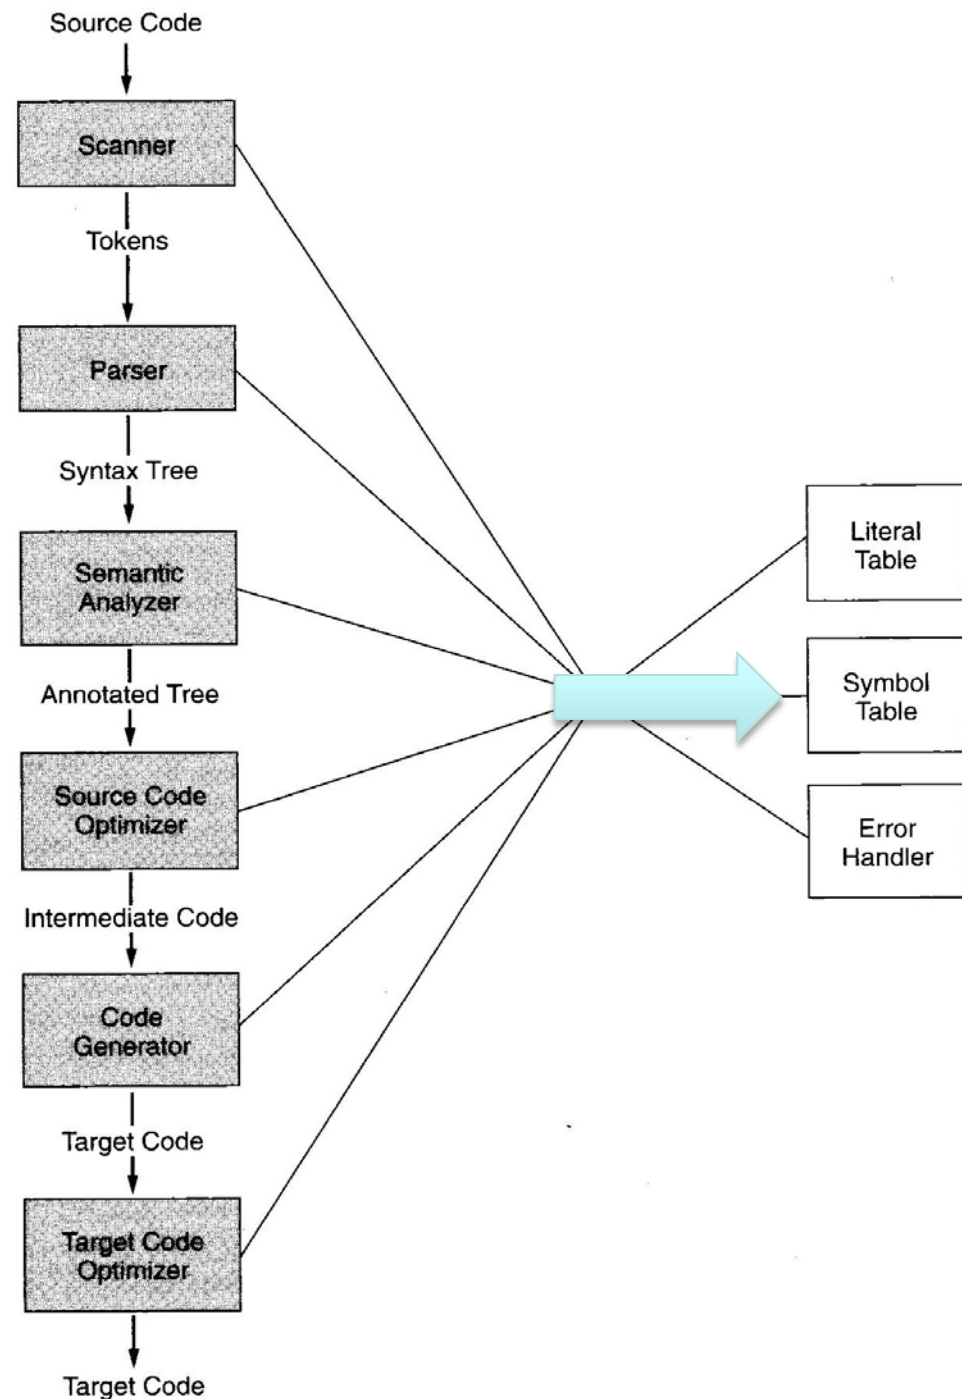 Source Code
Scanner
Tokens
Parser
Syntax Tree
Semantic
Analyzer
Annotated Tree
Source Code
Optimizer
Intermediate Code
Code
Generator
Target Code
Target Code
Optimizer
Target Code
Literal
Table
Symbol
Table
Error
Handler